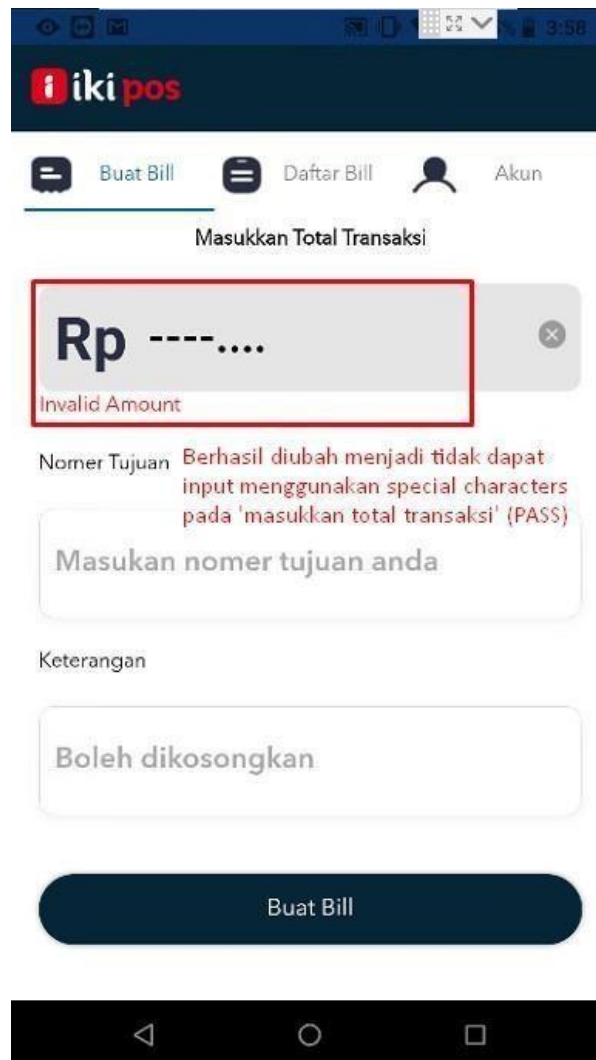 3:58
iki pos
Buat Bill
Daftar Bill
Akun
Masukkan Total Transaksi
Rp ----....
Invalid Amount
Nomer Tujuan
Berhasil diubah menjadi tidak dapat
input menggunakan special characters
pada 'masukkan total transaksi' (PASS)
Masukan nomer tujuan anda
Keterangan
Boleh dikosongkan
Buat Bill